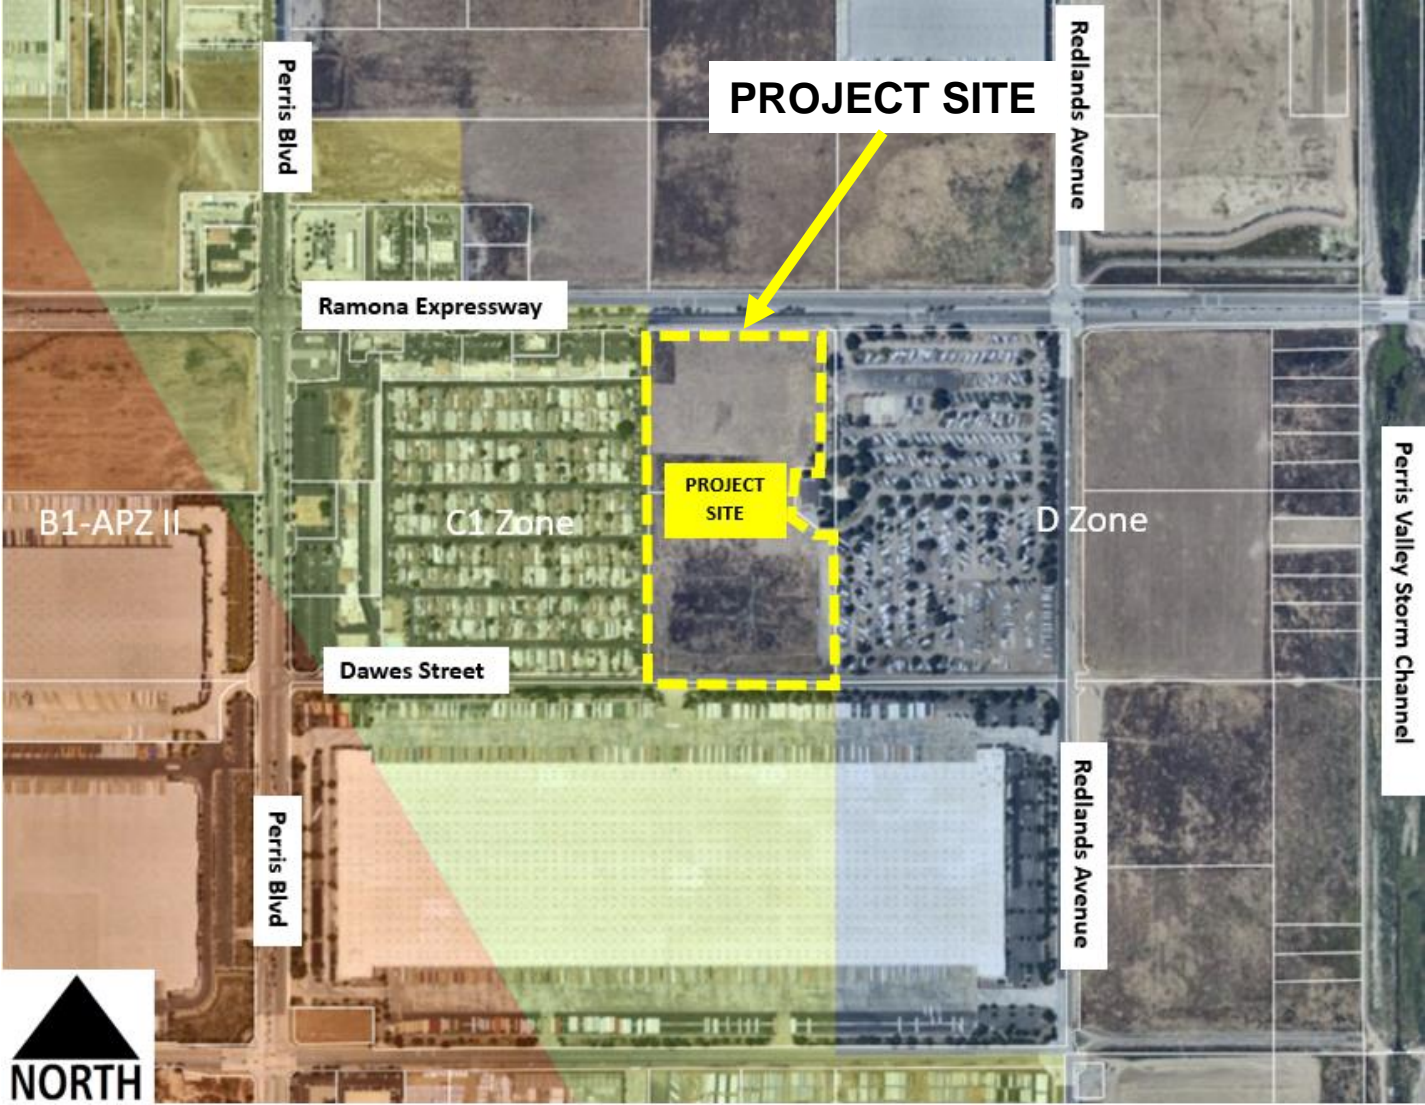 PROJECT SITE
Perris Blvd
Redlands Avenue
Ramona Expressway
PROJECT
SITE
B1-APZ II
C1 Zone
D Zone
Perris Valley Storm Channel
Dawes Street
Perris Blvd
Redlands Avenue
NORTH